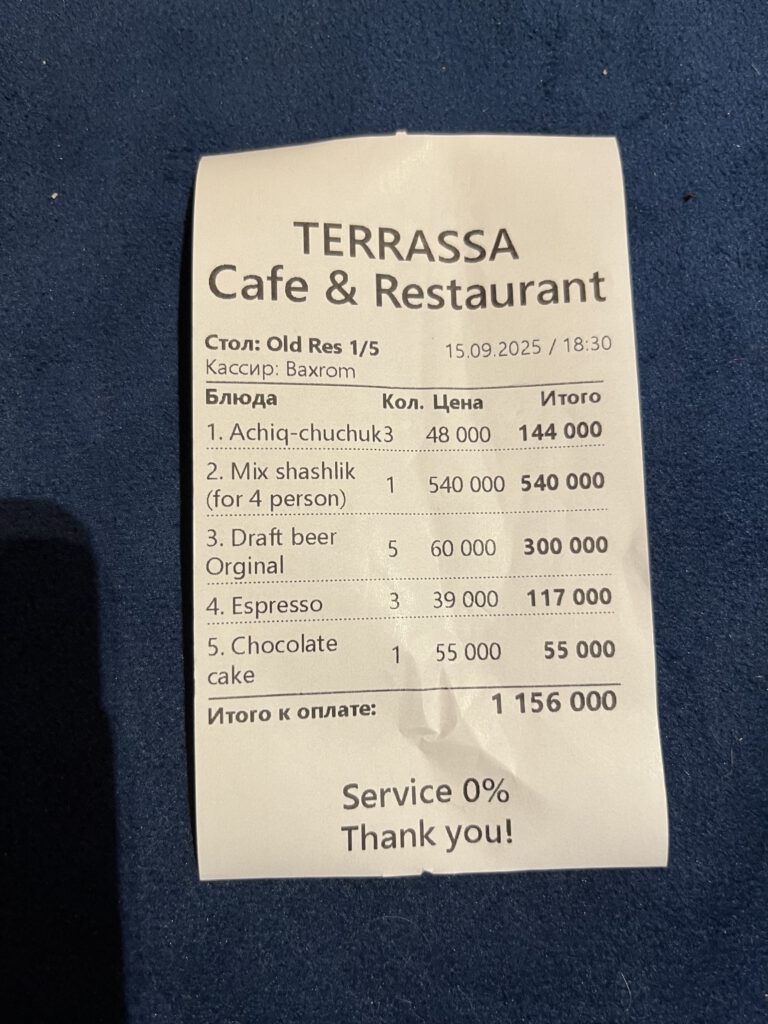 TERRASSA
Cafe & Restaurant
Стол: Old Res 1/5 15.09.2025 / 18:30
Кассир: Baxrom
Блюда Кол. Цена Итого
1. Achiq-chuchuk3 48 000 144 000
2. Mix shashlik
(for 4 person) 1 540 000 540 000
3. Draft beer
Orginal 5 60 000 300 000
4. Espresso 3 39 000 117 000
5. Chocolate
cake 1 55 000 55 000
Итого к оплате: 1 156 000
Service 0%
Thank you!